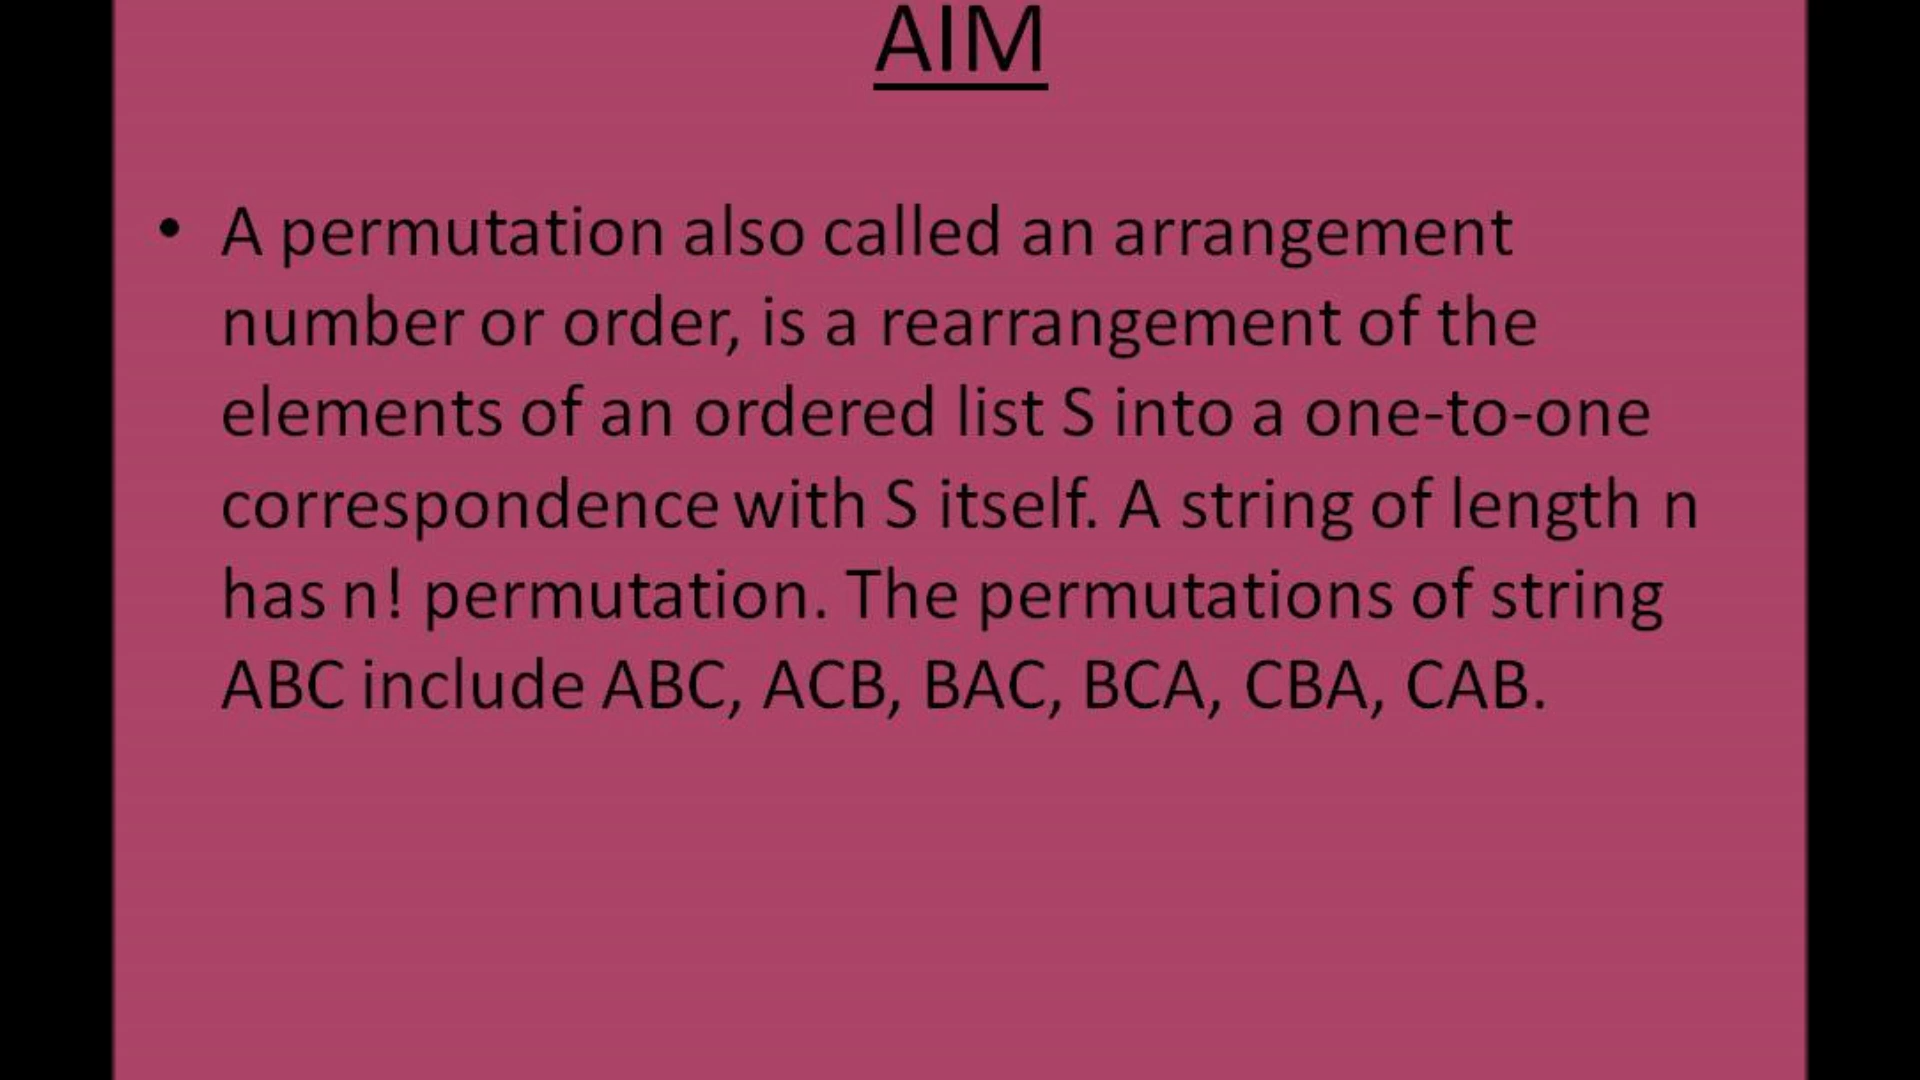 AIM
• A permutation also called an arrangement
number or order, is a rearrangement of the
elements of an ordered list S into a one-to-one
correspondence with S itself. A string of length n
has n! permutation. The permutations of string
ABC include ABC, ACB, BAC, BCA, CBA, CAB.